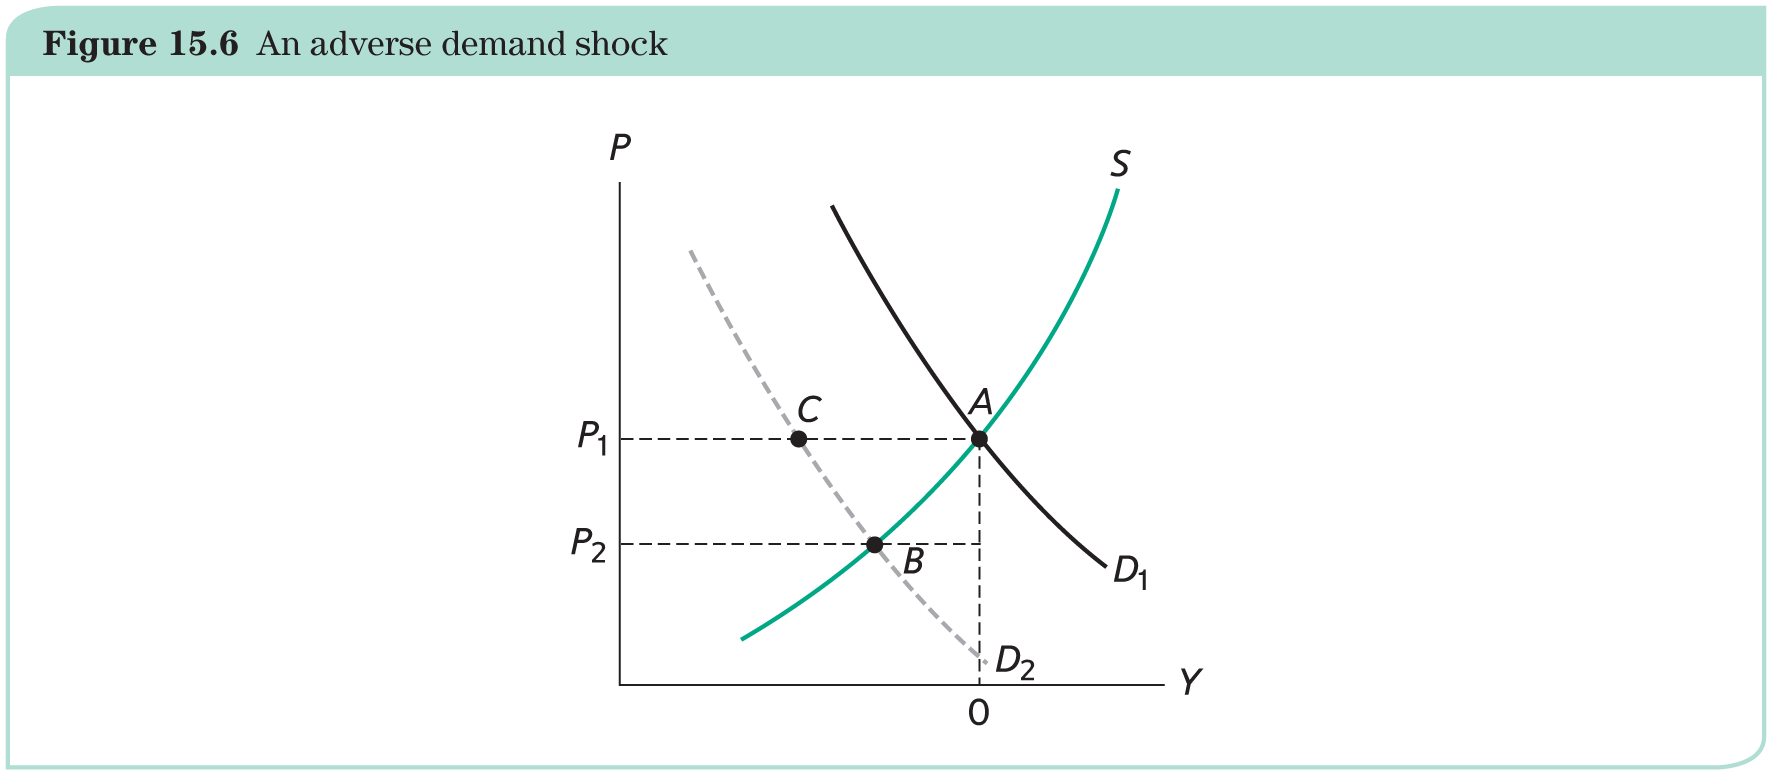 Figure 15.6 An adverse demand shock
P
S
C
A
P₁
P₂
B
D₁
D₂
Y
0